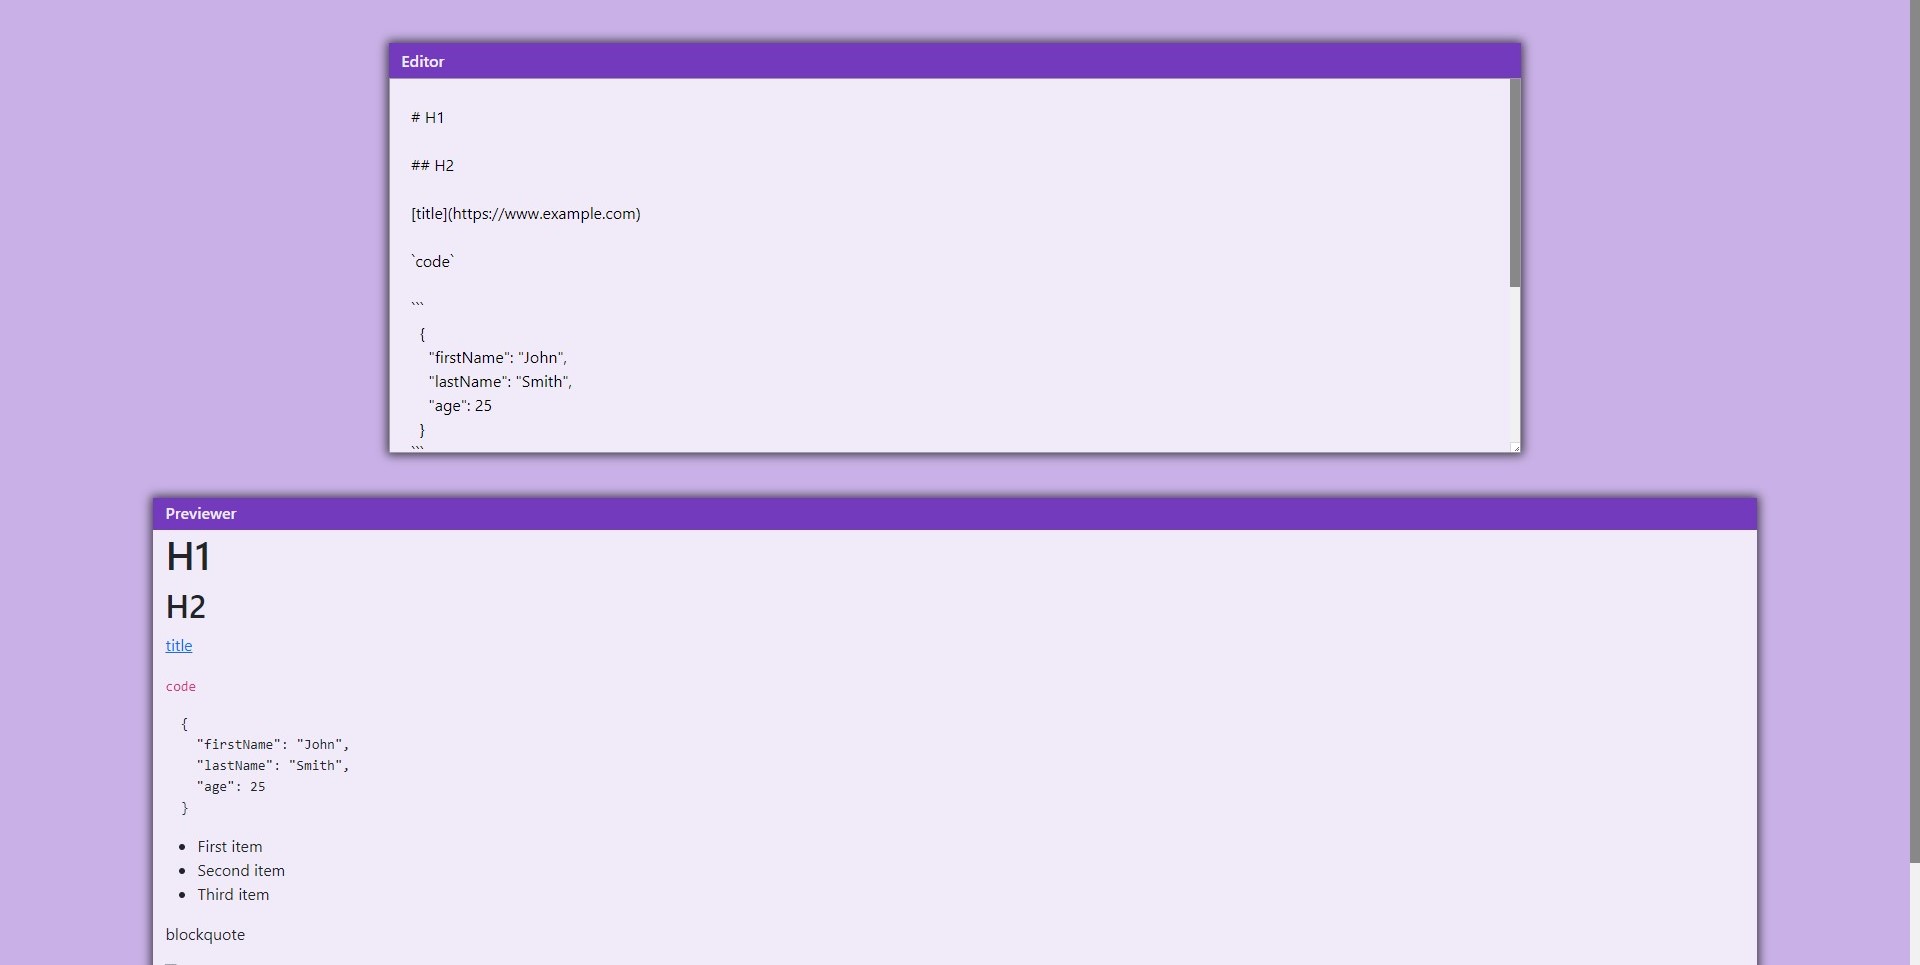 Editor
# H1
## H2
[title](https://www.example.com)
`code`
```
{
"firstName": "John",
"lastName": "Smith",
"age": 25
}
```
Previewer
H1
H2
title
code
{
"firstName": "John",
"lastName": "Smith",
"age": 25
}
• First item
• Second item
• Third item
blockquote